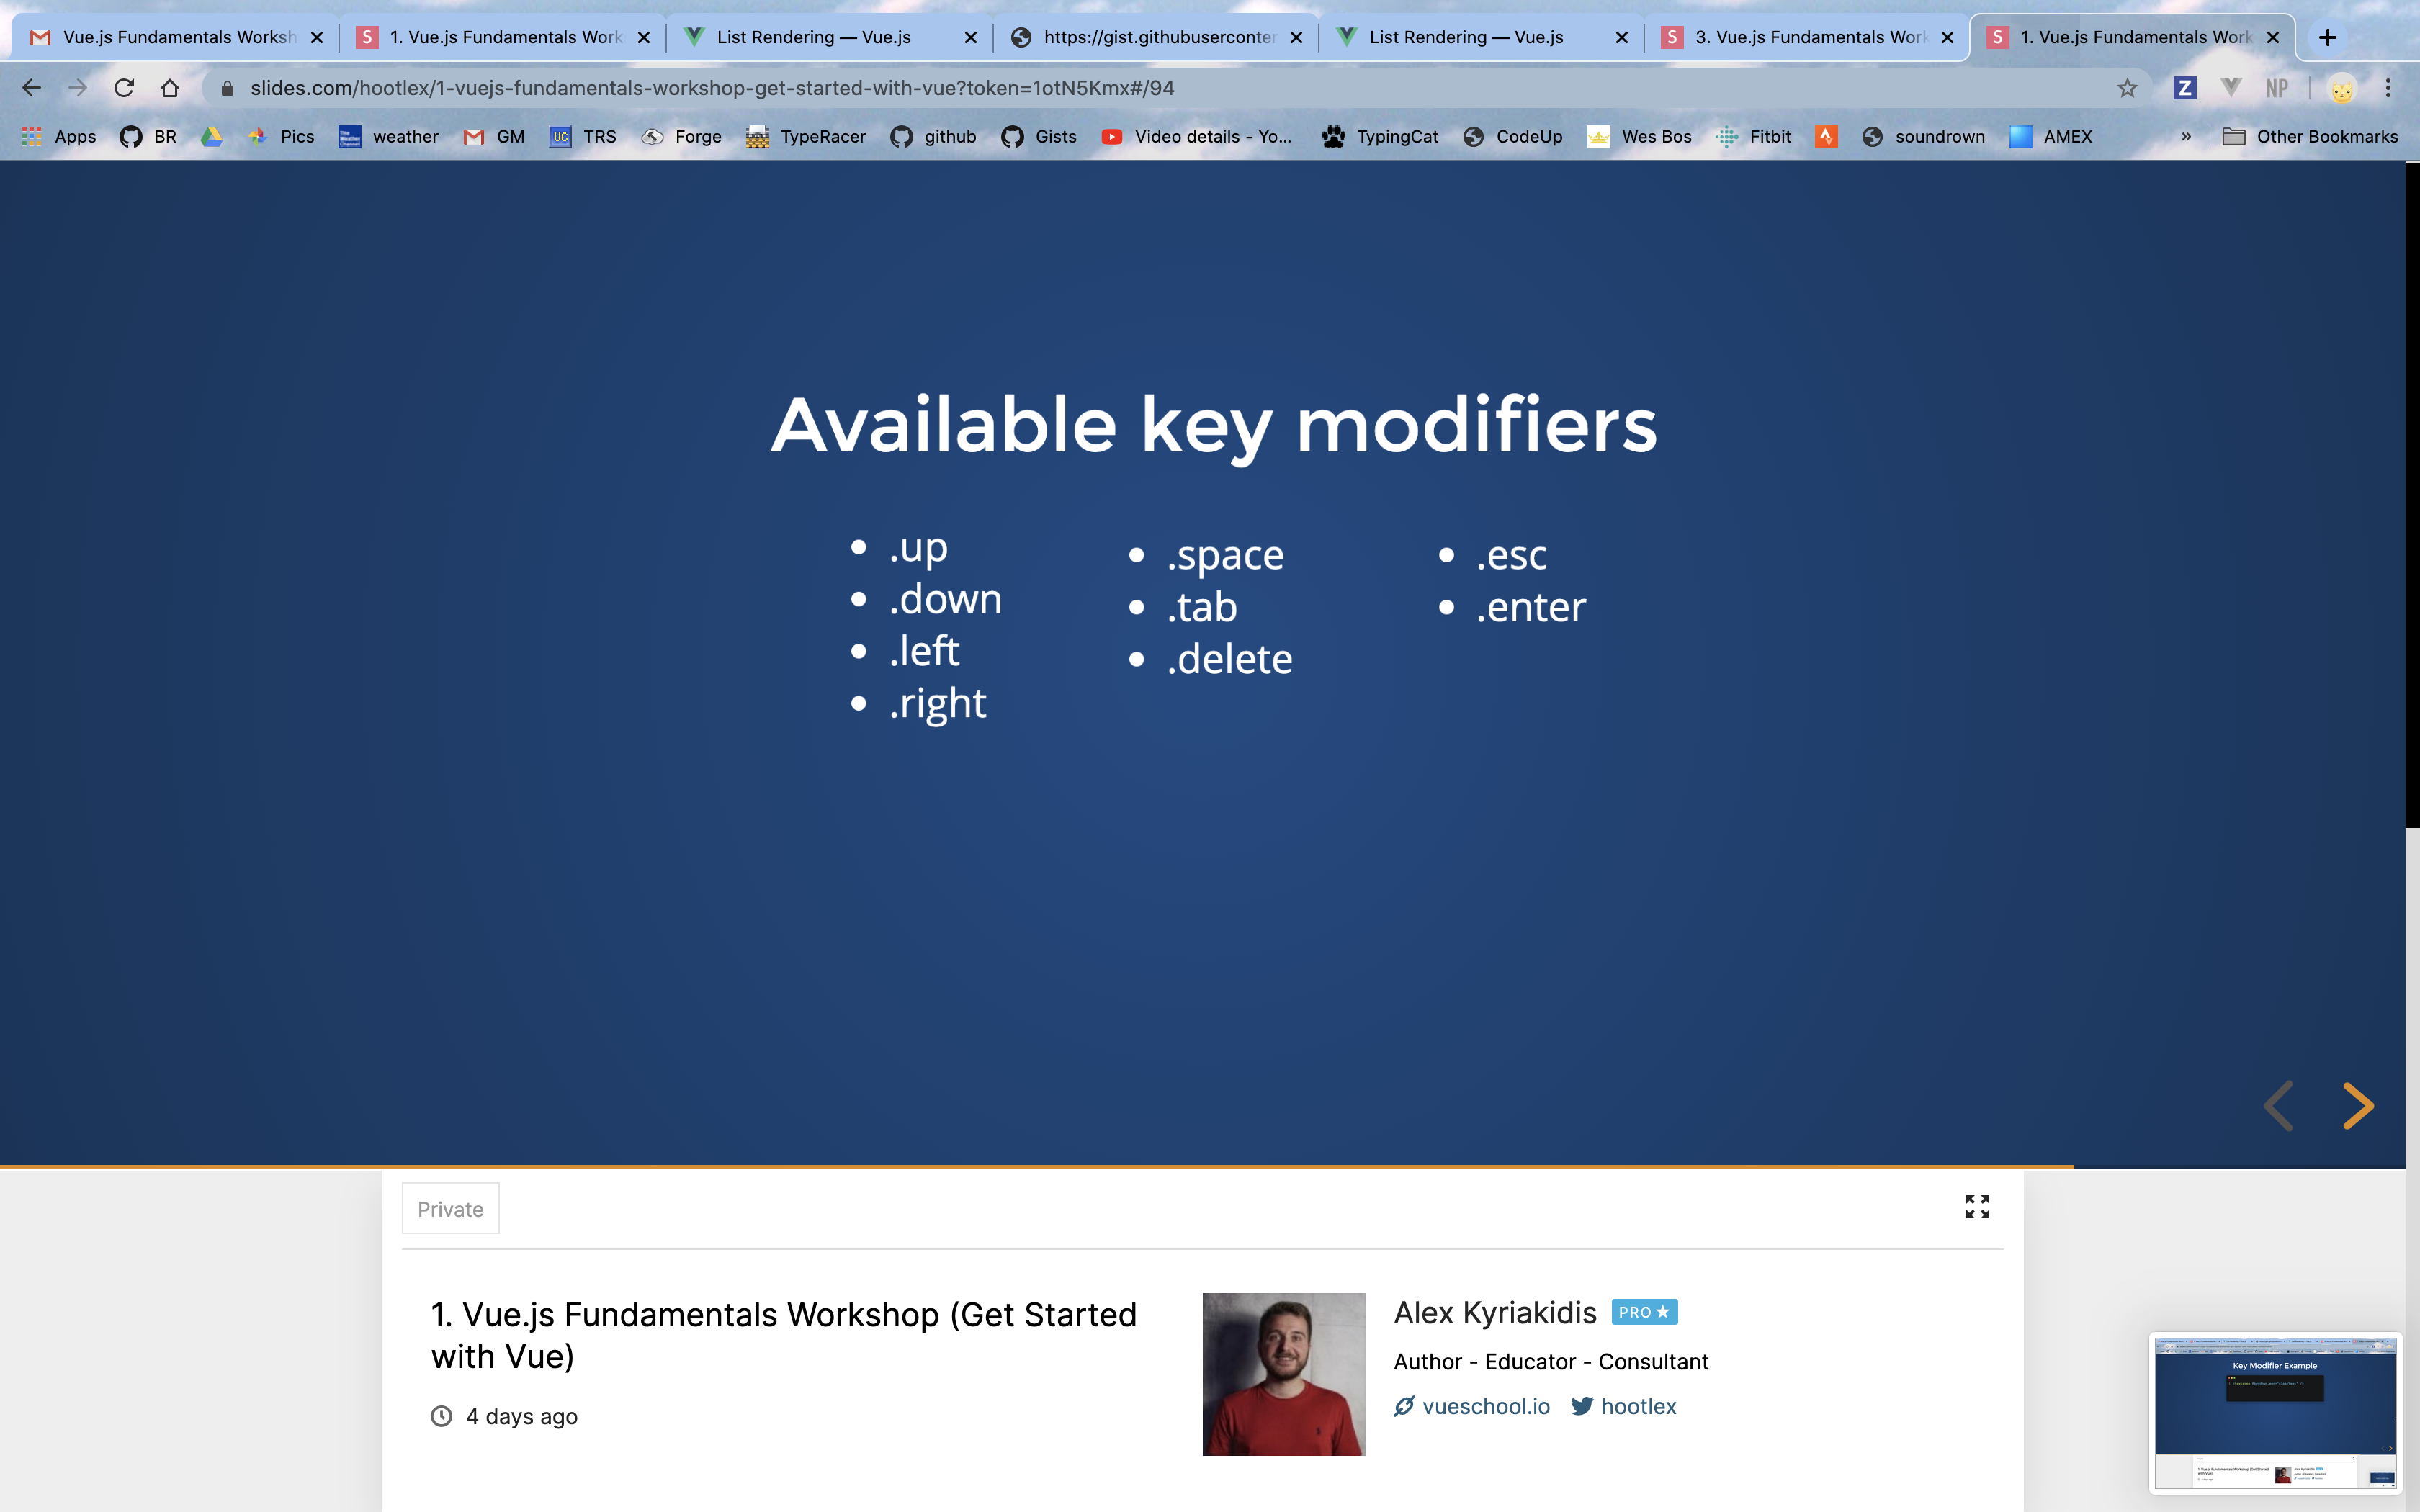 Vue.js Fundamentals Worksh
1. Vue.js Fundamentals Work
List Rendering — Vue.js
https://gist.githubuserconter
List Rendering — Vue.js
3. Vue.js Fundamentals Work
1. Vue.js Fundamentals Work
slides.com/hootlex/1-vuejs-fundamentals-workshop-get-started-with-vue?token=1otN5Kmx#/94
NP
Apps
BR
Pics
weather
GM
TRS
Forge
TypeRacer
github
Gists
Video details - Yo...
TypingCat
CodeUp
Wes Bos
Fitbit
soundrown
AMEX
»
Other Bookmarks
Available key modifiers
.up
.down
.left
.right
.space
.tab
.delete
.esc
.enter
Private
1. Vue.js Fundamentals Workshop (Get Started
with Vue)
4 days ago
Alex Kyriakidis PRO
Author - Educator - Consultant
vueschool.io hootlex
Key Modifier Example